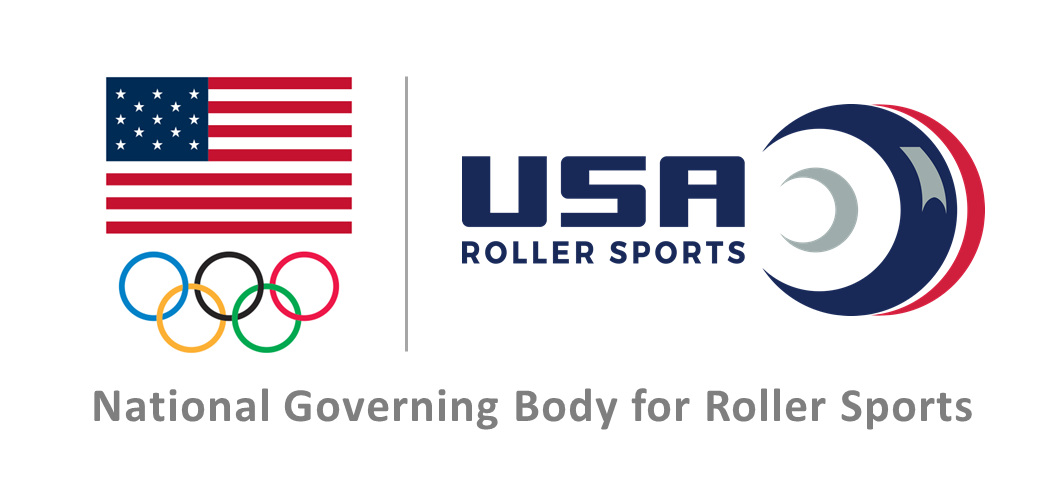 USA
ROLLER SPORTS
National Governing Body for Roller Sports